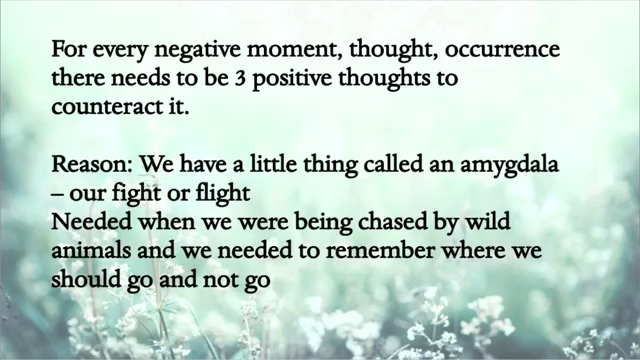 For every negative moment, thought, occurrence
there needs to be 3 positive thoughts to
counteract it.
Reason: We have a little thing called an amygdala
– our fight or flight
Needed when we were being chased by wild
animals and we needed to remember where we
should go and not go